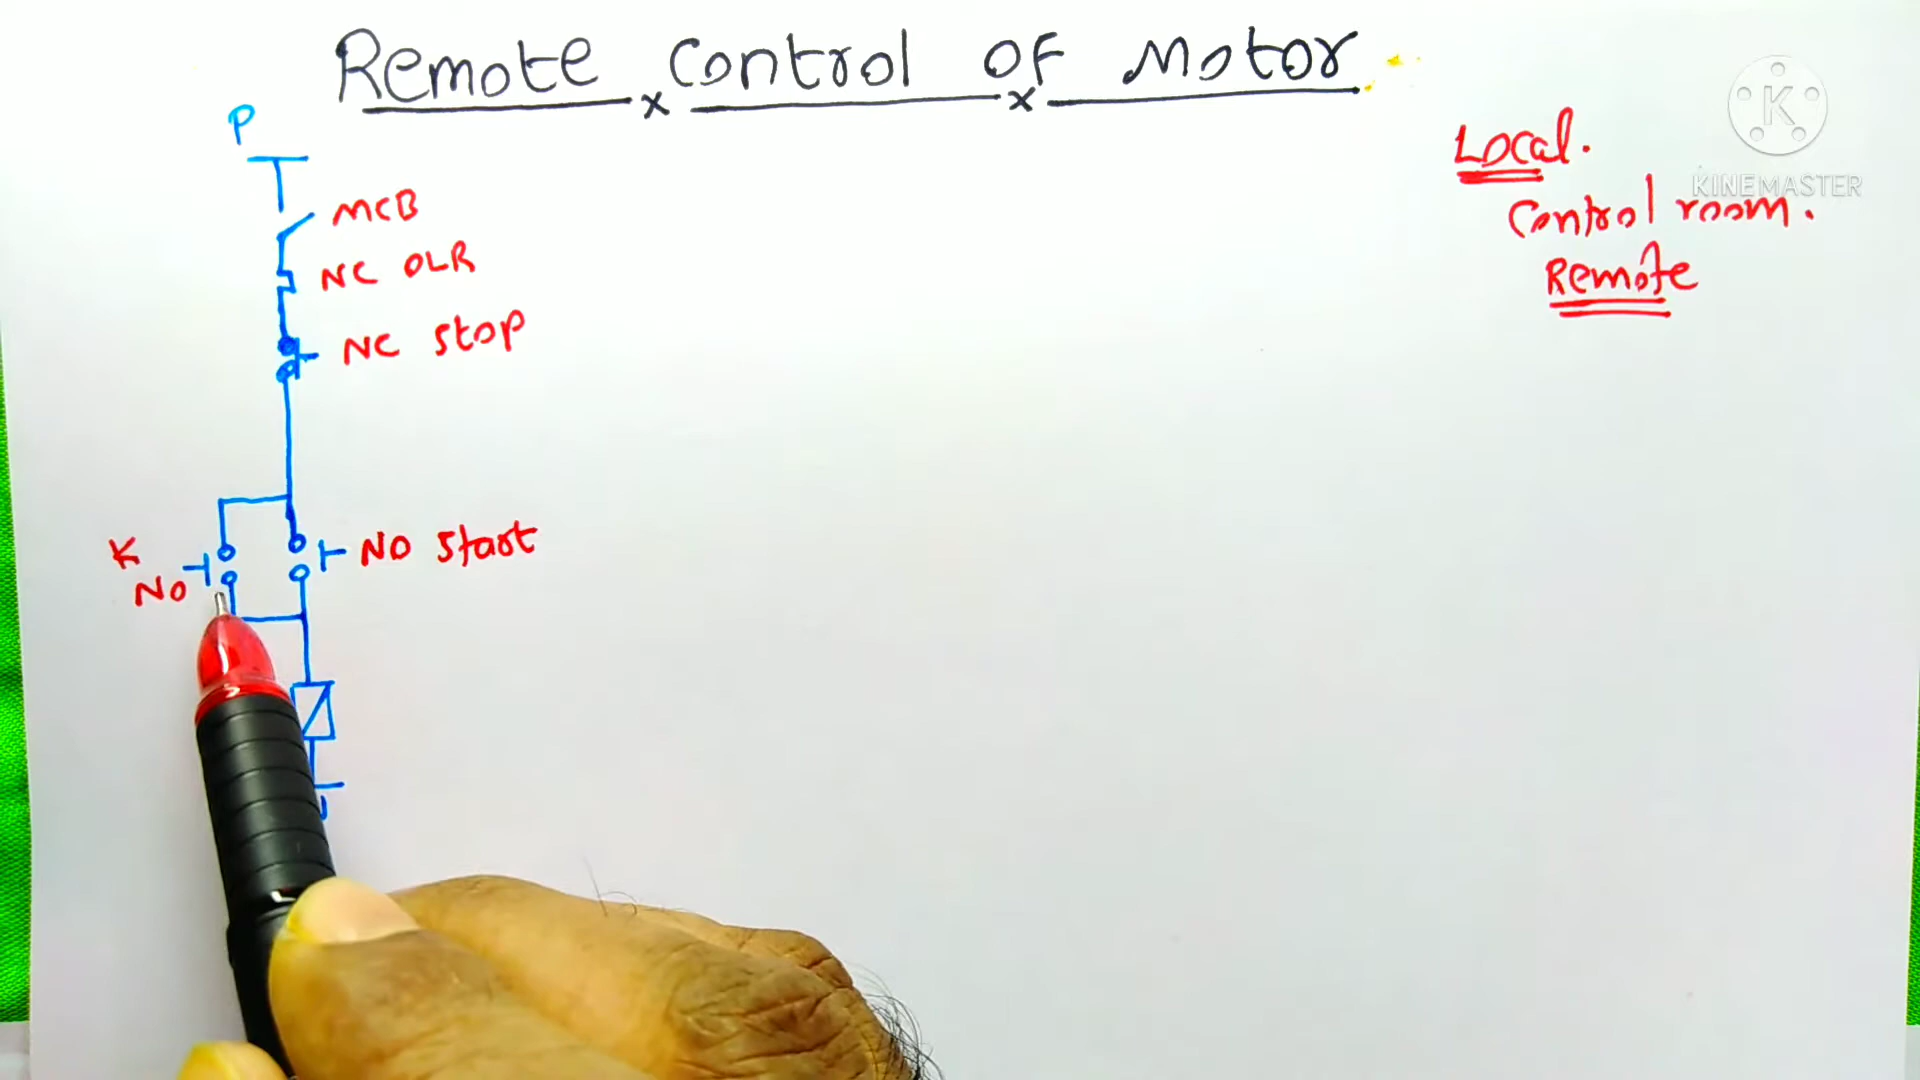 Remote Control OF Motor
P
Local.
K
KINEMASTER
MCB
Control room.
NC OLR
Remote
NC Stop
K
NO
NO Start